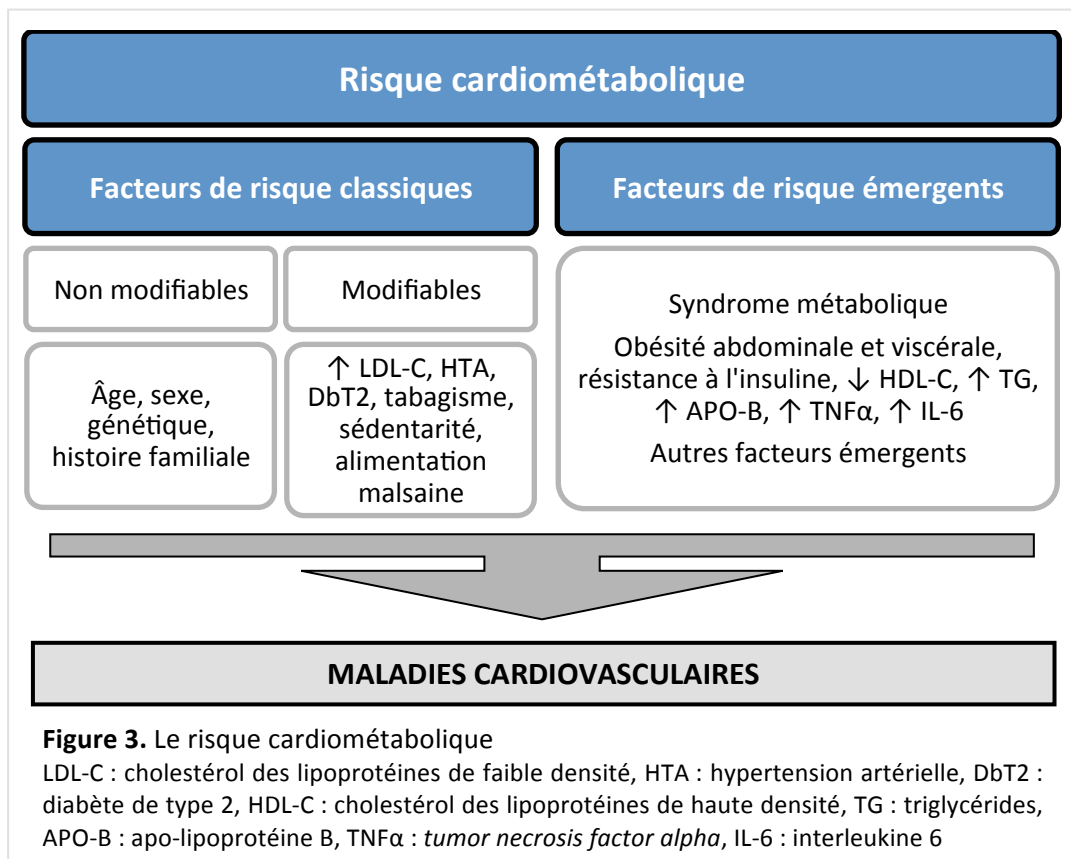 Risque cardiométabolique
Facteurs de risque classiques
Facteurs de risque émergents
Non modifiables
Modifiables
Âge, sexe,
génétique,
histoire familiale
↑ LDL-C, HTA,
DbT2, tabagisme,
sédentarité,
alimentation
malsaine
Syndrome métabolique
Obésité abdominale et viscérale,
résistance à l'insuline, ↓ HDL-C, ↑ TG,
↑ APO-B, ↑ TNFα, ↑ IL-6
Autres facteurs émergents
MALADIES CARDIOVASCULAIRES
Figure 3. Le risque cardiométabolique
LDL-C : cholestérol des lipoprotéines de faible densité, HTA : hypertension artérielle, DbT2 :
diabète de type 2, HDL-C : cholestérol des lipoprotéines de haute densité, TG : triglycérides,
APO-B : apo-lipoprotéine B, TNFα : tumor necrosis factor alpha, IL-6 : interleukine 6